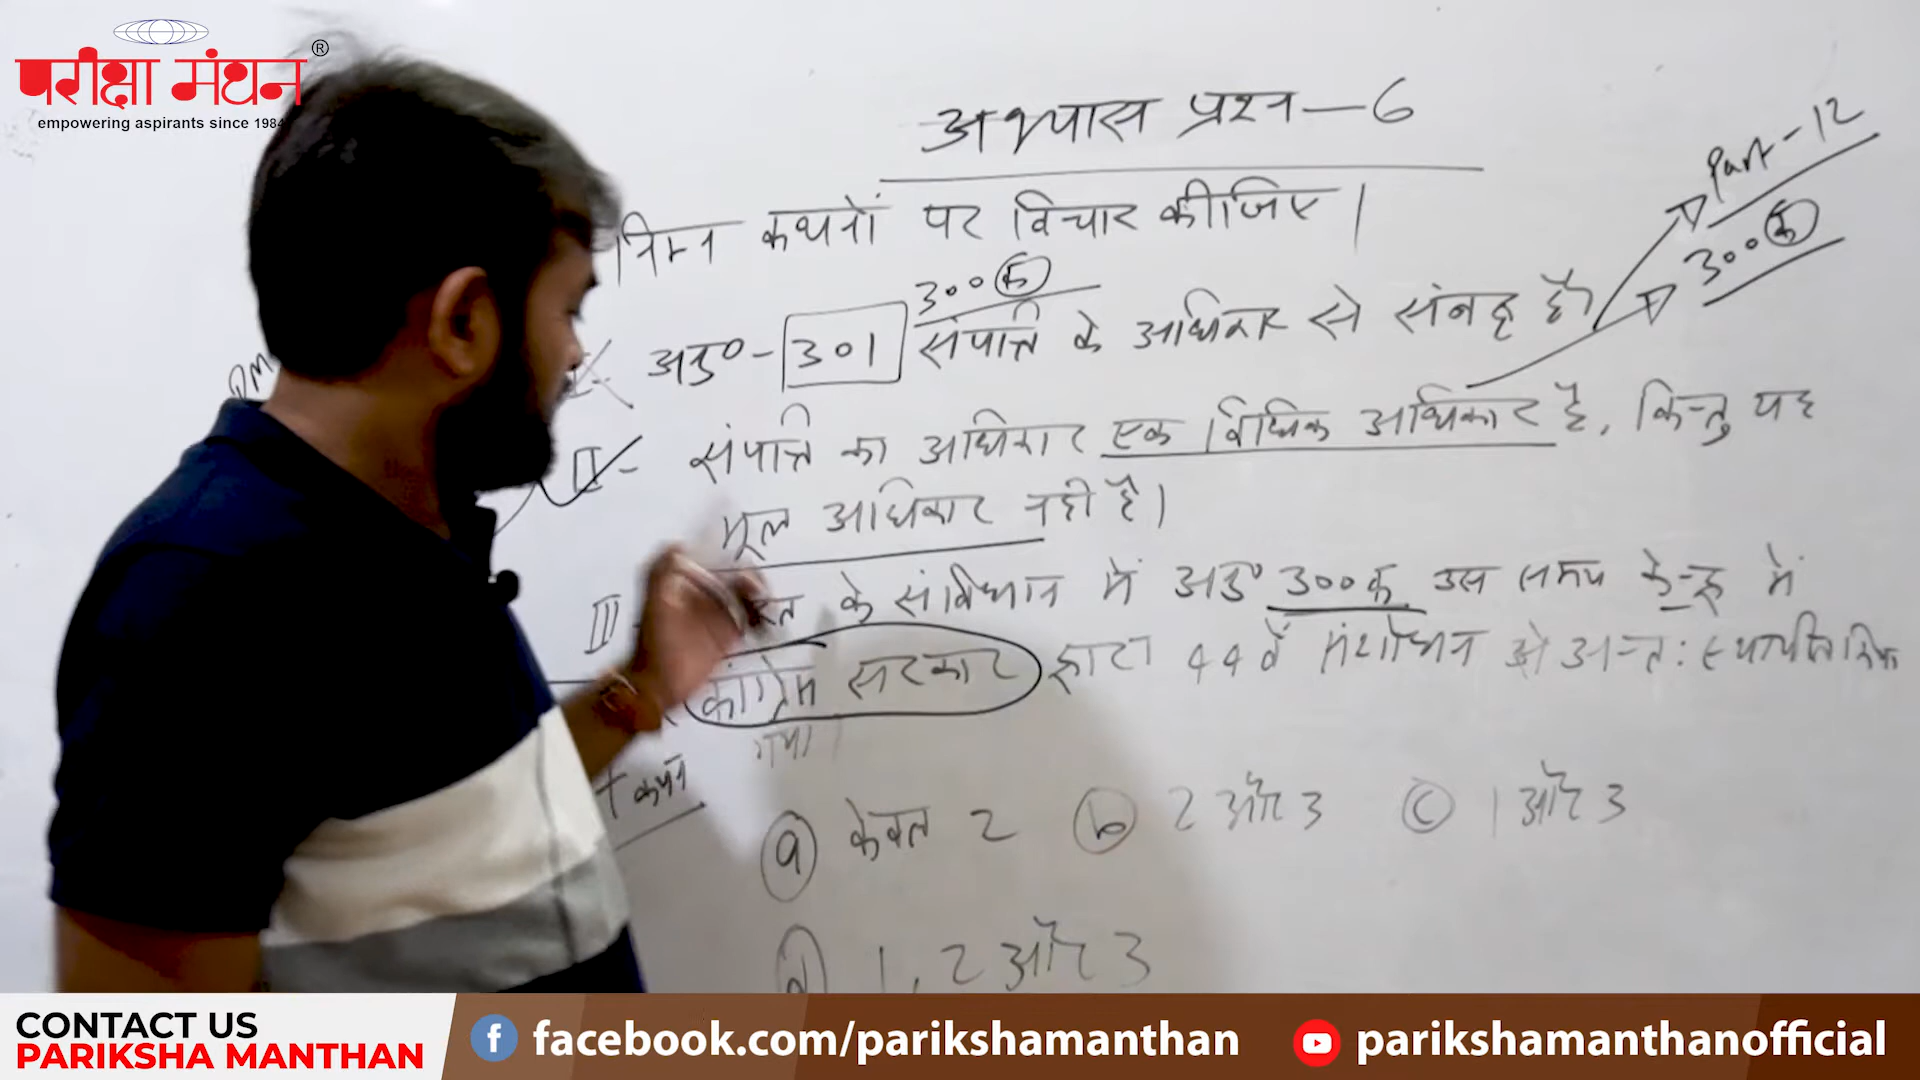 परीक्षा मंथन ®
empowering aspirants since 1984
अभ्यास प्रश्न – 6
निम्न कथनों पर विचार कीजिए।
Part - 12
300 क
300 क
अनु० - 301 संपत्ति के अधिकार से संबद्ध है।
II - संपत्ति का अधिकार एक विधिक अधिकार है, किन्तु यह
मूल अधिकार नही है।
III के संविधान में अनु० 300क उस समय केन्द्र में
कांग्रेस सरकार द्वारा 44वें संशोधन से अन्तः स्थापित किया
गया।
कथन
(a) केवल 2 (b) 2 और 3 (c) 1 और 3
(d) 1, 2 और 3
CONTACT US
PARIKSHA MANTHAN
facebook.com/parikshamanthan
parikshamanthanofficial